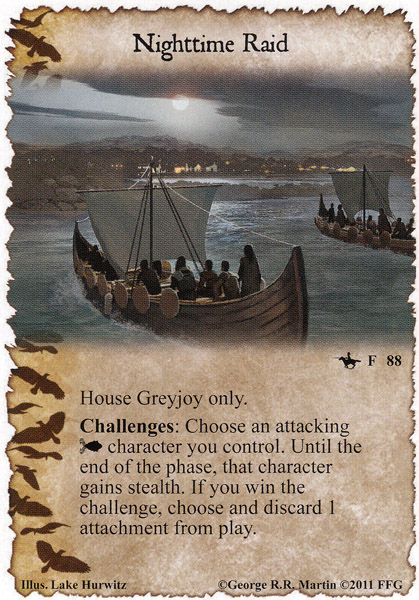 Nighttime Raid
F 88
House Greyjoy only.
Challenges: Choose an attacking
character you control. Until the
end of the phase, that character
gains stealth. If you win the
challenge, choose and discard 1
attachment from play.
Illus. Lake Hurwitz ©George R.R. Martin ©2011 FFG